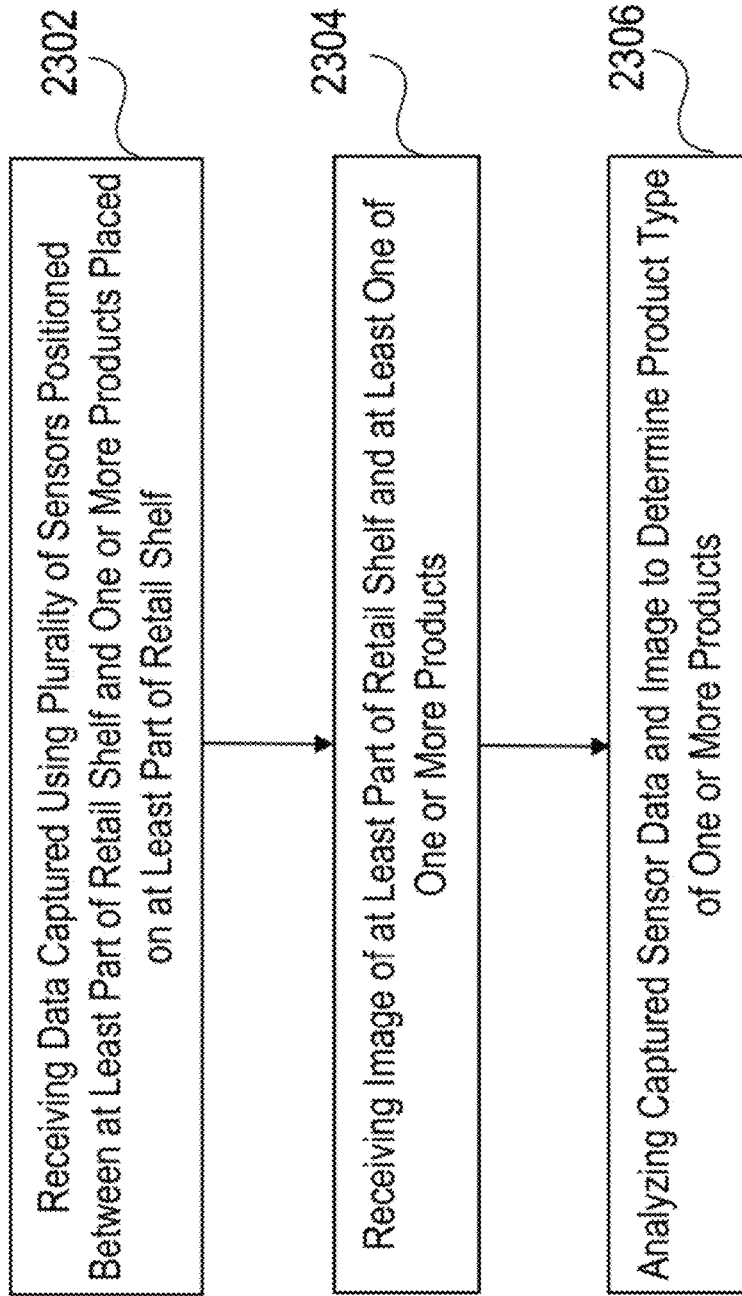 Receiving Data Captured Using Plurality of Sensors Positioned
Between at Least Part of Retail Shelf and One or More Products Placed
on at Least Part of Retail Shelf
2302
Receiving Image of at Least Part of Retail Shelf and at Least One of
One or More Products
2304
Analyzing Captured Sensor Data and Image to Determine Product Type
of One or More Products
2306